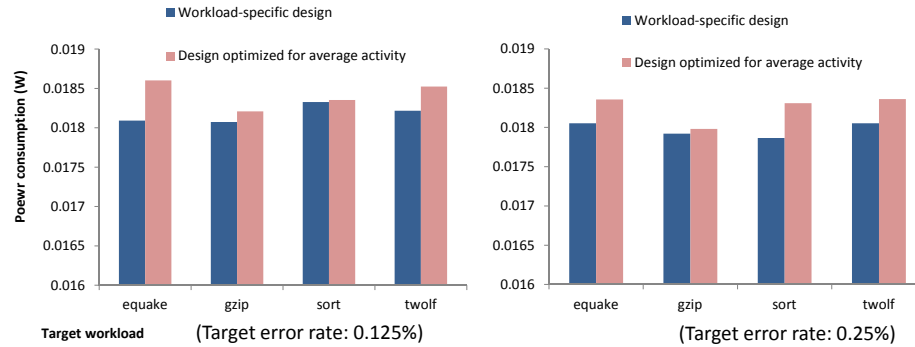 Workload-specific design
Design optimized for average activity
0.019
0.0185
0.018
0.0175
0.017
0.0165
0.016
Poewr consumption (W)
equake gzip sort twolf
Target workload (Target error rate: 0.125%)
Workload-specific design
Design optimized for average activity
0.019
0.0185
0.018
0.0175
0.017
0.0165
0.016
equake gzip sort twolf
(Target error rate: 0.25%)